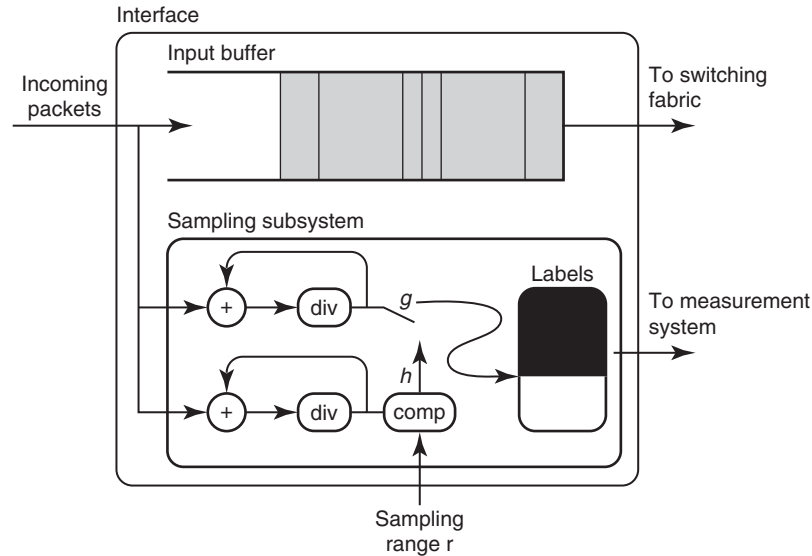 Interface
Input buffer
Incoming
packets
To switching
fabric
Sampling subsystem
Labels
+
div
g
To measurement
system
h
+
div
comp
Sampling
range r